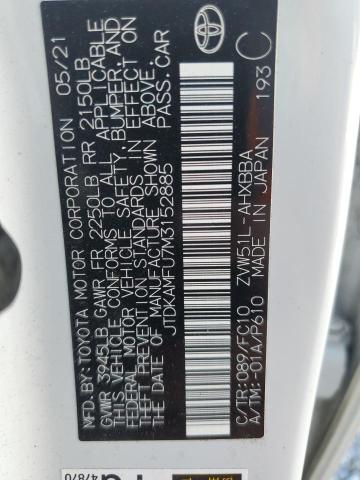 MFD.BY:TOYOTA MOTOR CORPORATION 05/21
GVWR 3945LB GAWR FR 2250LB RR 2150LB
THIS VEHICLE CONFORMS TO ALL APPLICABLE
FEDERAL MOTOR VEHICLE SAFETY, BUMPER, AND
THEFT PREVENTION STANDARDS IN EFFECT ON
THE DATE OF MANUFACTURE SHOWN ABOVE.
JTDKAMFU7M3152885 PASS.CAR
C/TR:089/FC10 ZVW51L-AHXBBA
A/TM:-01A/P610 MADE IN JAPAN 193
C
TOYOTA
47870